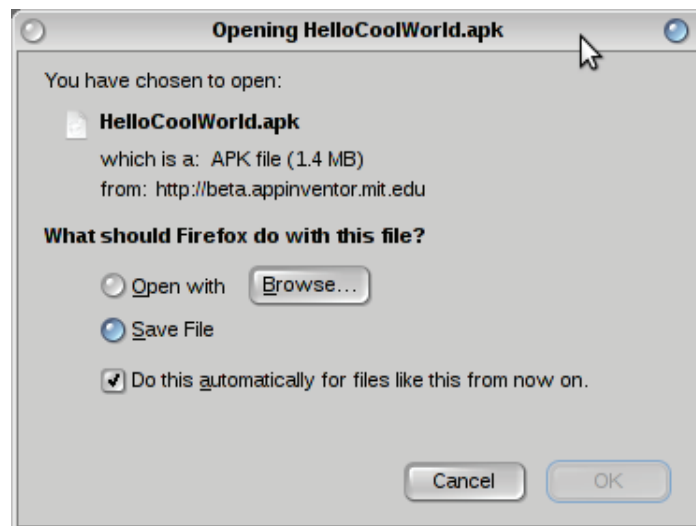 Opening HelloCoolWorld.apk
You have chosen to open:
HelloCoolWorld.apk
which is a: APK file (1.4 MB)
from: http://beta.appinventor.mit.edu
What should Firefox do with this file?
Open with Browse...
Save File
Do this automatically for files like this from now on.
Cancel OK